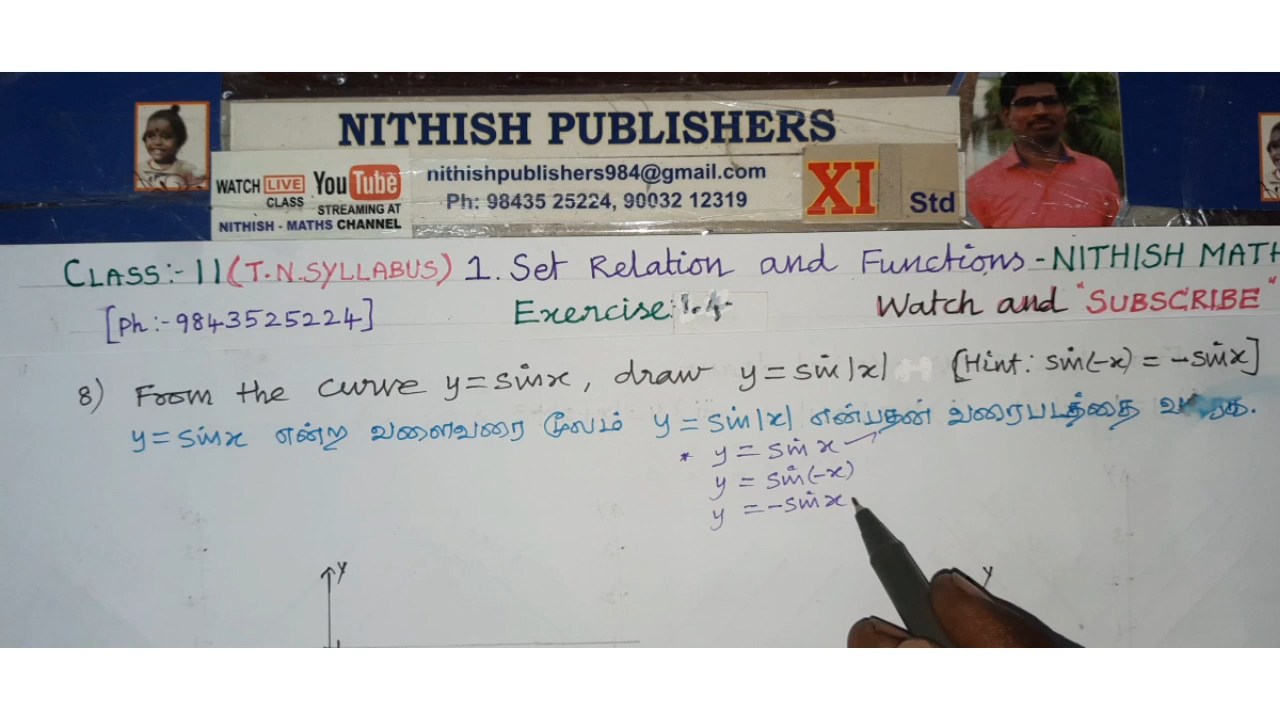 NITHISH PUBLISHERS
WATCH LIVE YouTube
CLASS STREAMING AT
NITHISH - MATHS CHANNEL
nithishpublishers984@gmail.com
Ph: 98435 25224, 90032 12319
XI Std
CLASS:- 11 (T.N.SYLLABUS) 1. Set Relation and Functions - NITHISH MATH
[Ph:-9843525224] Exercise: 1.4 Watch and "SUBSCRIBE"
8) From the curve y = sinx, draw y = sin|x| [Hint: sin(-x) = -sinx]
y = sinx என்ற வளைவரை மூலம் y = sin|x| என்பதன் வரைபடத்தை
* y = sin x
y = sin(-x)
y = -sin x
y
y